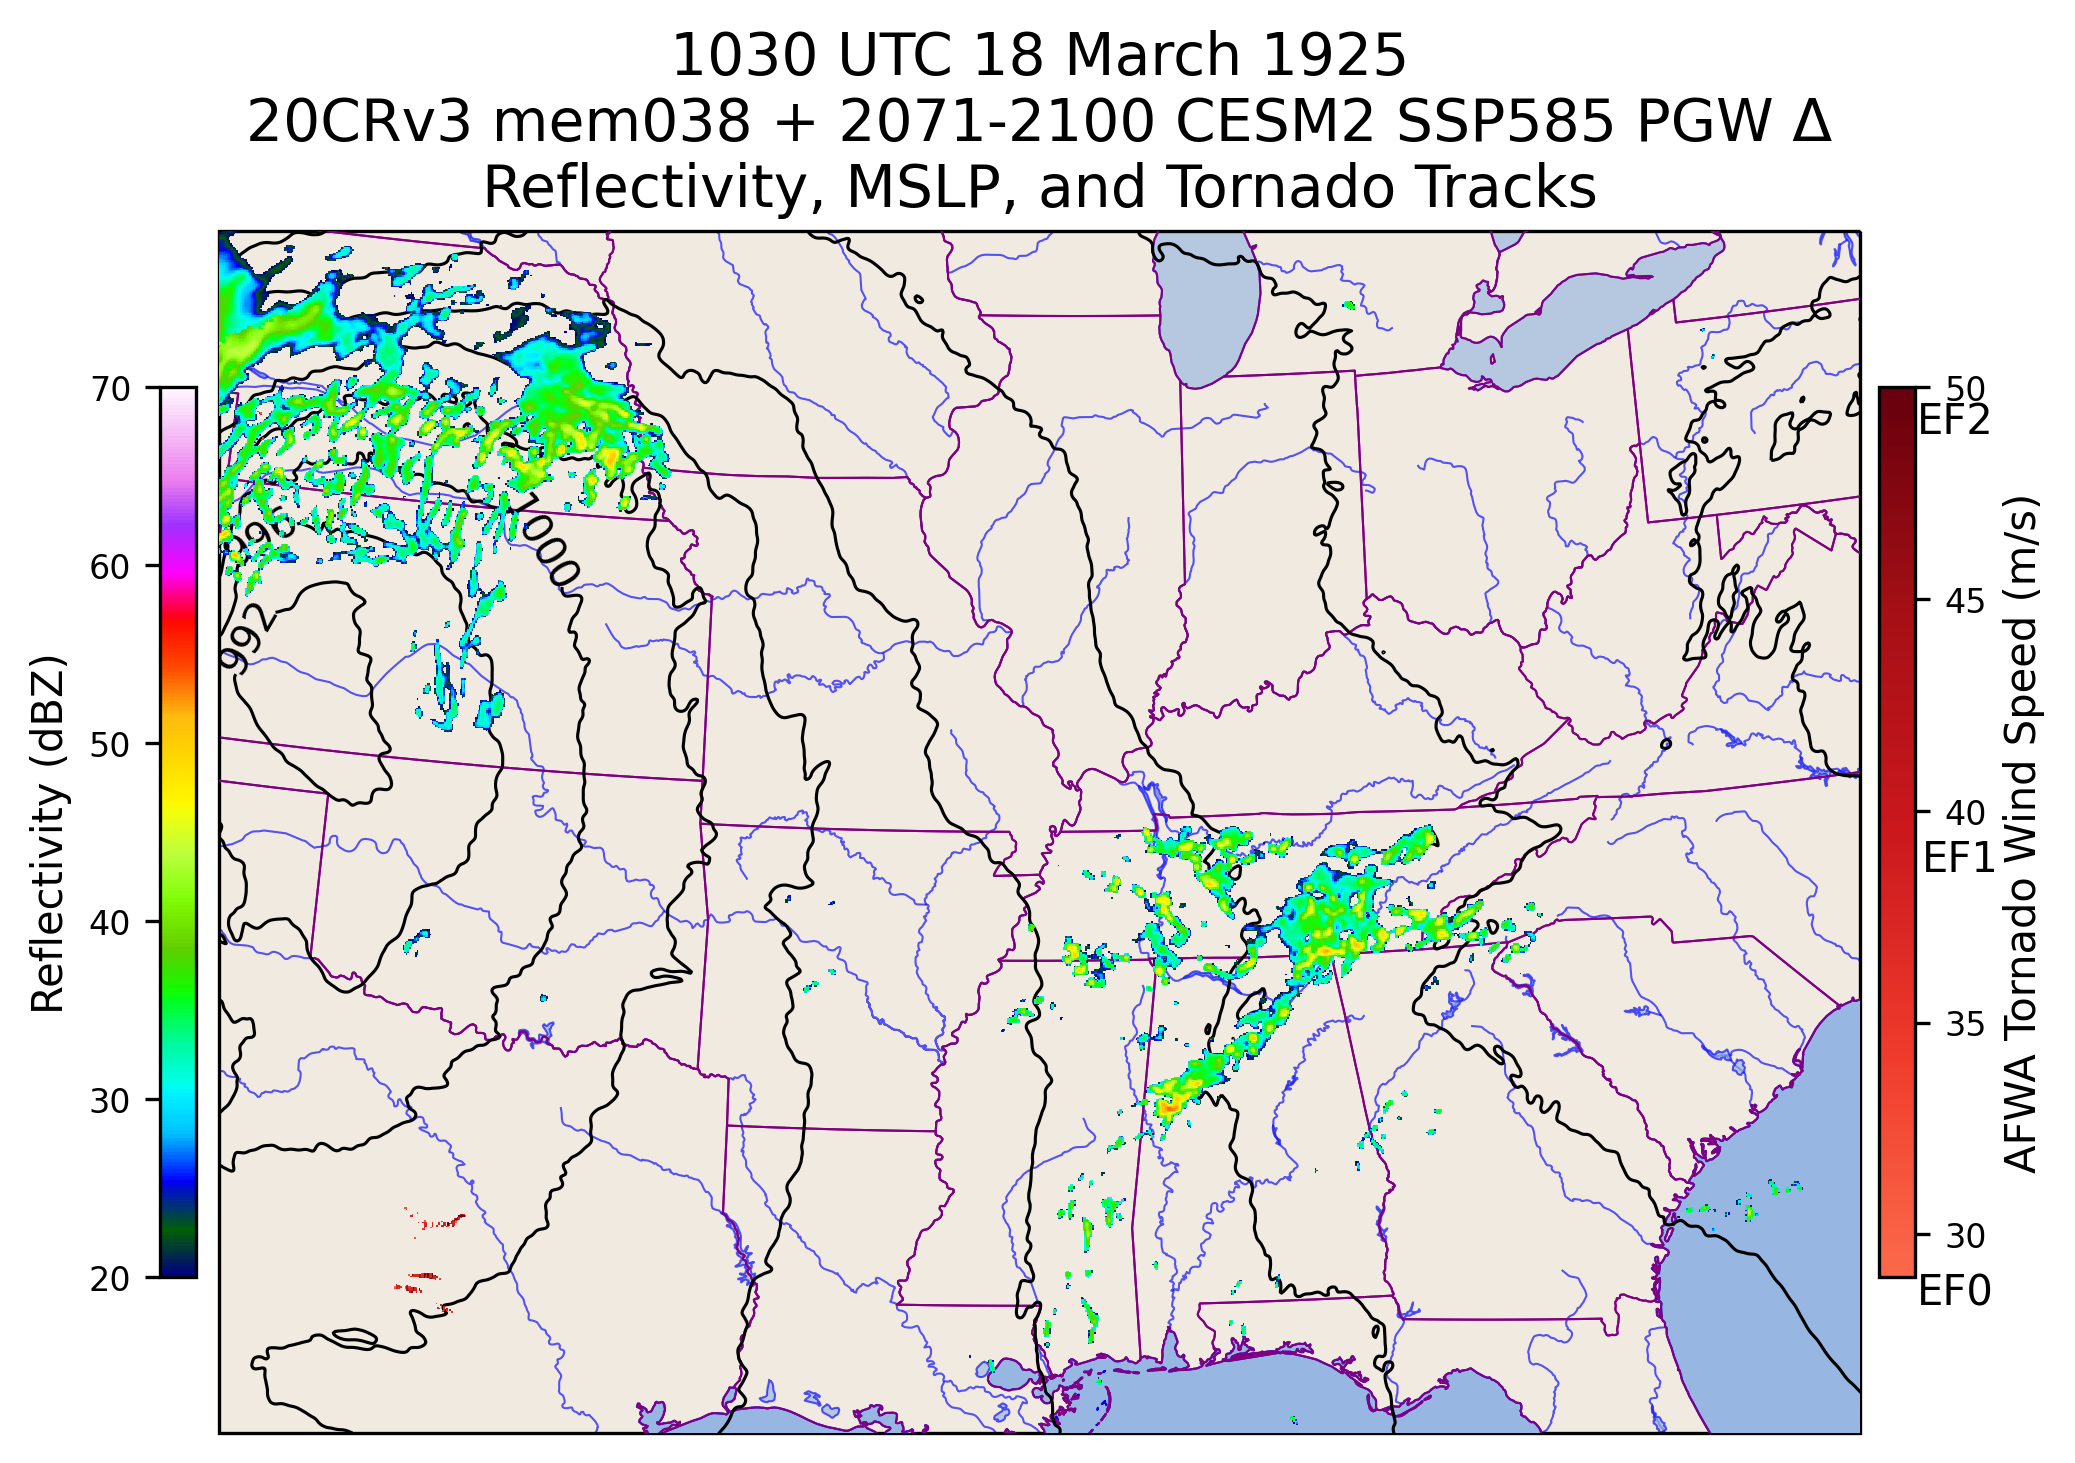 1030 UTC 18 March 1925
20CRv3 mem038 + 2071-2100 CESM2 SSP585 PGW Δ
Reflectivity, MSLP, and Tornado Tracks
Reflectivity (dBZ)
70
60
50
40
30
20
996
992
1000
50
EF2
45
40
EF1
35
30
EF0
AFWA Tornado Wind Speed (m/s)